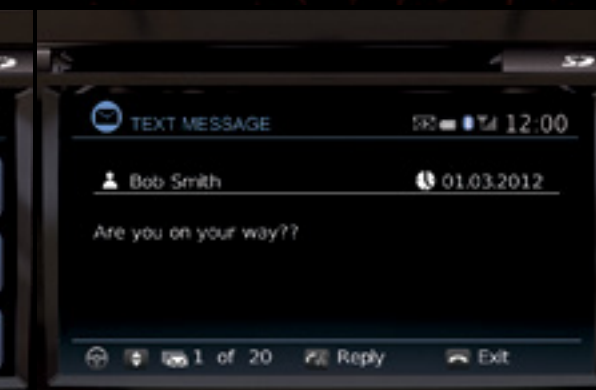 TEXT MESSAGE 12:00
Bob Smith 01.03.2012
Are you on your way??
1 of 20 Reply Exit